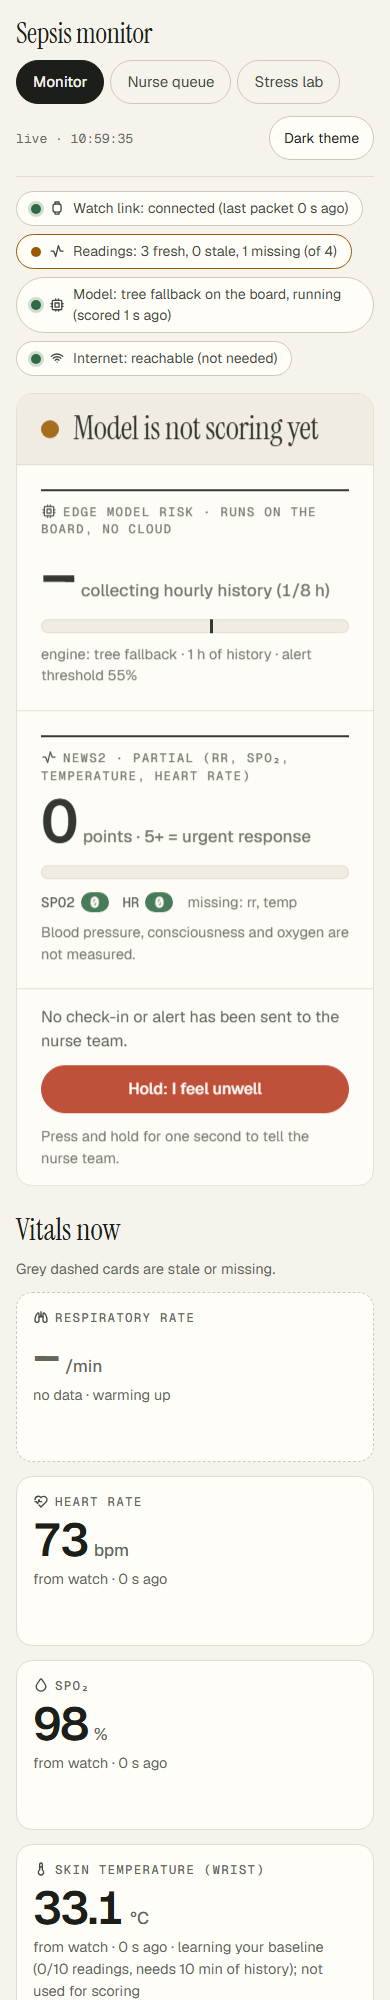 Sepsis monitor
Monitor
Nurse queue
Stress lab
live · 10:59:35
Dark theme
Watch link: connected (last packet 0 s ago)
Readings: 3 fresh, 0 stale, 1 missing (of 4)
Model: tree fallback on the board, running
(scored 1 s ago)
Internet: reachable (not needed)
Model is not scoring yet
EDGE MODEL RISK · RUNS ON THE
BOARD, NO CLOUD
– collecting hourly history (1/8 h)
engine: tree fallback · 1 h of history · alert
threshold 55%
NEWS2 · PARTIAL (RR, SPO₂,
TEMPERATURE, HEART RATE)
0 points · 5+ = urgent response
SPO2 0 HR 0 missing: rr, temp
Blood pressure, consciousness and oxygen are
not measured.
No check-in or alert has been sent to the
nurse team.
Hold: I feel unwell
Press and hold for one second to tell the
nurse team.
Vitals now
Grey dashed cards are stale or missing.
RESPIRATORY RATE
– /min
no data · warming up
HEART RATE
73 bpm
from watch · 0 s ago
SPO₂
98 %
from watch · 0 s ago
SKIN TEMPERATURE (WRIST)
33.1 °C
from watch · 0 s ago · learning your baseline
(0/10 readings, needs 10 min of history); not
used for scoring